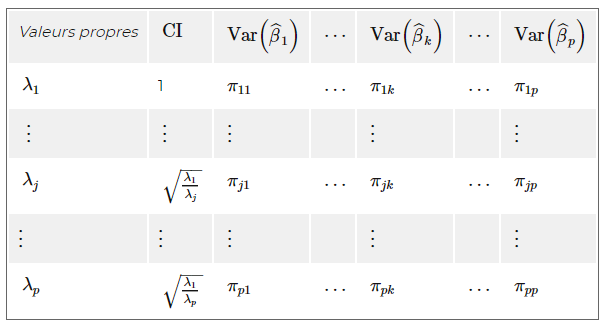 Valeurs propres CI Var(β̂₁) ⋯ Var(β̂ₖ) ⋯ Var(β̂ₚ)
λ₁ 1 π₁₁ ⋯ π₁ₖ ⋯ π₁ₚ
⋮ ⋮ ⋮ ⋮ ⋮
λⱼ √(λ₁/λⱼ) πⱼ₁ ⋯ πⱼₖ ⋯ πⱼₚ
⋮ ⋮ ⋮ ⋮ ⋮
λₚ √(λ₁/λₚ) πₚ₁ ⋯ πₚₖ ⋯ πₚₚ